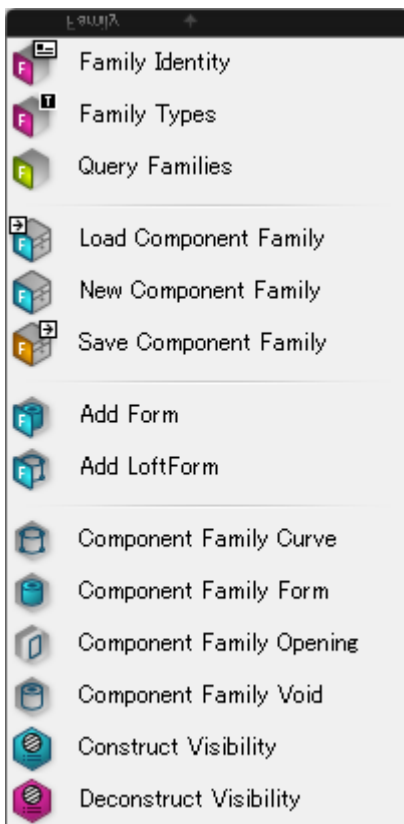 Family
Family Identity
Family Types
Query Families
Load Component Family
New Component Family
Save Component Family
Add Form
Add LoftForm
Component Family Curve
Component Family Form
Component Family Opening
Component Family Void
Construct Visibility
Deconstruct Visibility